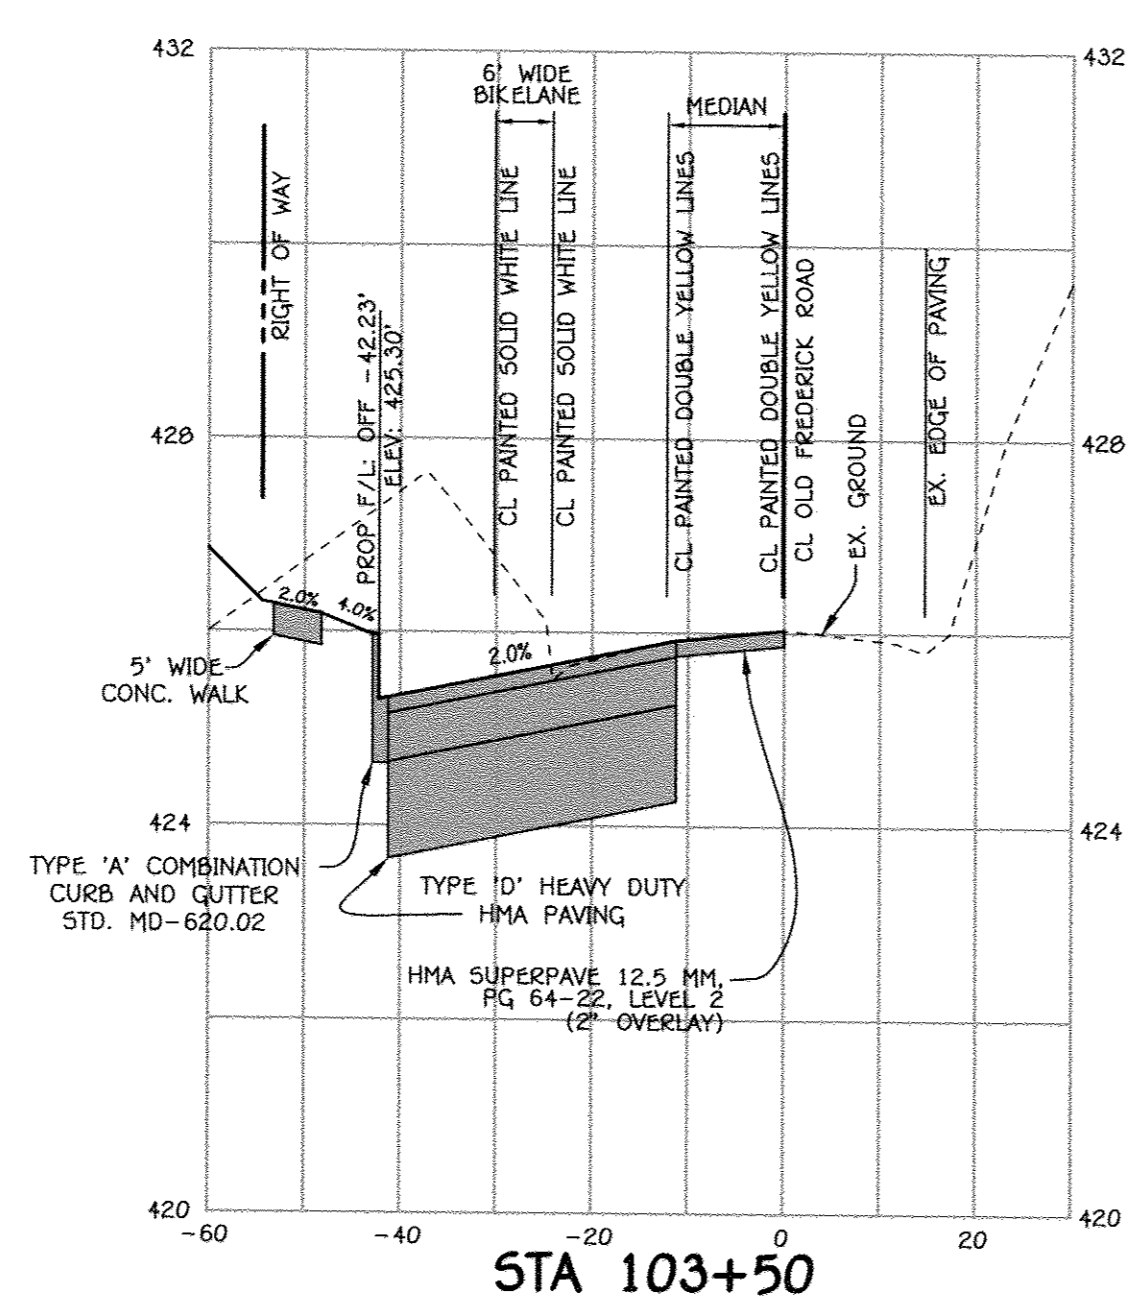 432
432
6' WIDE
BIKELANE
MEDIAN
RIGHT OF WAY
PROP F/L: OFF -42.23'
ELEV: 425.30'
CL PAINTED SOLID WHITE LINE
CL PAINTED SOLID WHITE LINE
CL PAINTED DOUBLE YELLOW LINES
CL PAINTED DOUBLE YELLOW LINES
CL OLD FREDERICK ROAD
EX. GROUND
EX. EDGE OF PAVING
428
428
2.0%
4.0%
2.0%
5' WIDE
CONC. WALK
424
424
TYPE 'A' COMBINATION
CURB AND GUTTER
STD. MD-620.02
TYPE 'D' HEAVY DUTY
HMA PAVING
HMA SUPERPAVE 12.5 MM,
PG 64-22, LEVEL 2
(2" OVERLAY)
420
420
-60
-40
-20
0
20
STA 103+50